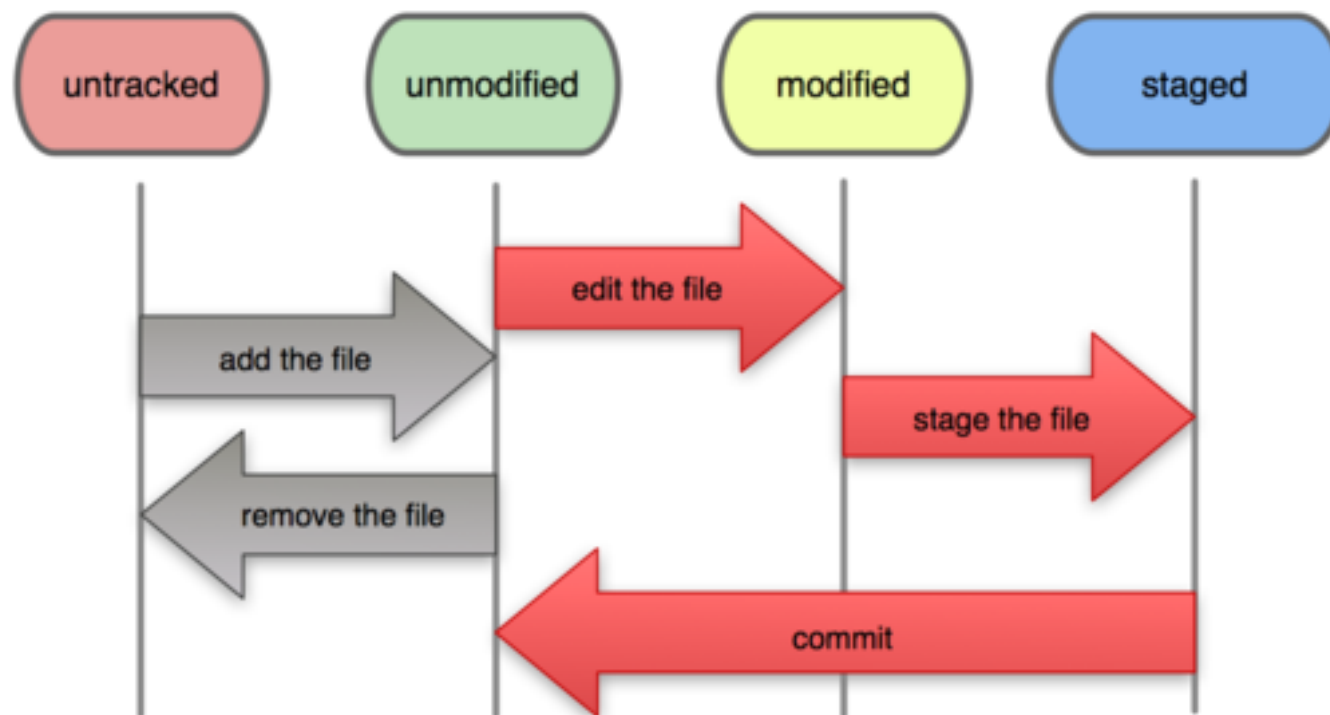 untracked
unmodified
modified
staged
edit the file
add the file
stage the file
remove the file
commit